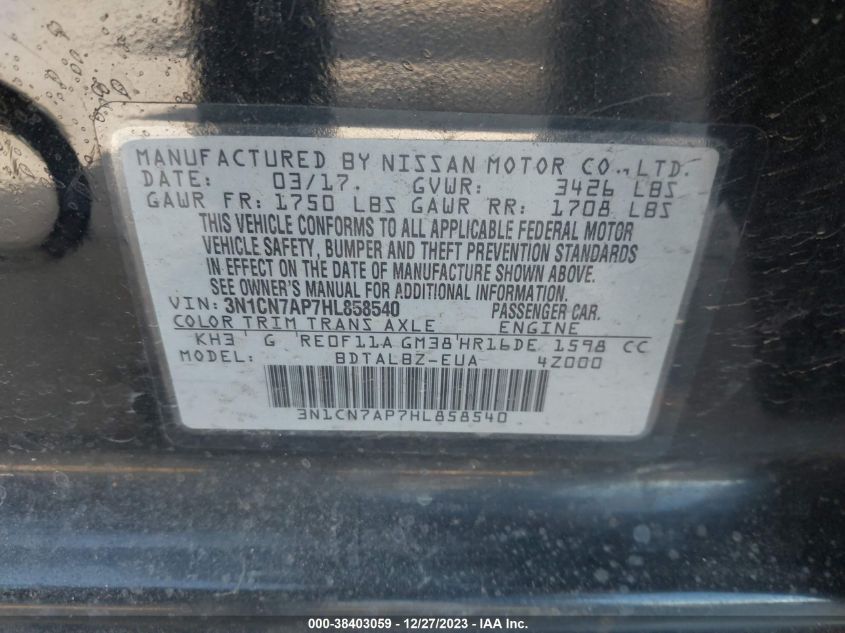 MANUFACTURED BY NISSAN MOTOR CO., LTD.
DATE: 03/17. GVWR: 3426 LBS
GAWR FR: 1750 LBS GAWR RR: 1708 LBS
THIS VEHICLE CONFORMS TO ALL APPLICABLE FEDERAL MOTOR
VEHICLE SAFETY, BUMPER AND THEFT PREVENTION STANDARDS
IN EFFECT ON THE DATE OF MANUFACTURE SHOWN ABOVE.
SEE OWNER'S MANUAL FOR ADDITIONAL INFORMATION.
VIN: 3N1CN7AP7HL858540 PASSENGER CAR.
COLOR TRIM TRANS AXLE ENGINE
KH3 G RE0F11A GM38 HR16DE 1598 CC
MODEL: BDTALBZ-EUA 4Z000
3N1CN7AP7HL858540
000-38403059 - 12/27/2023 - IAA Inc.